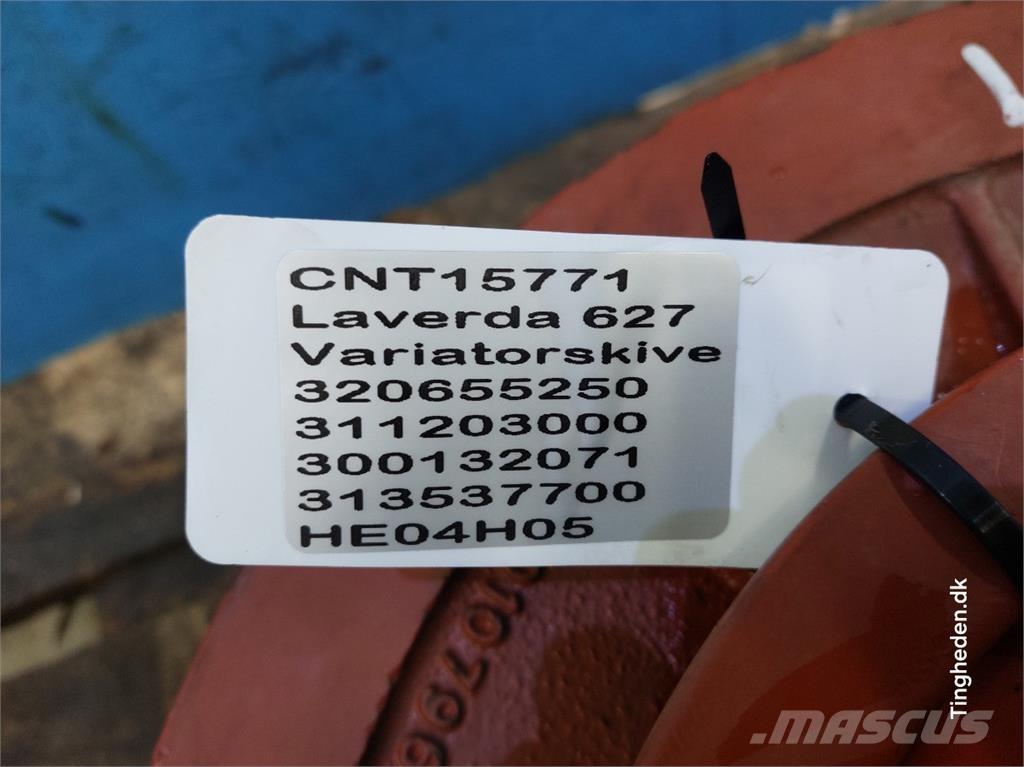 CNT15771
Laverda 627
Variatorskive
320655250
311203000
300132071
313537700
HE04H05
Tingheden.dk
MASCUS